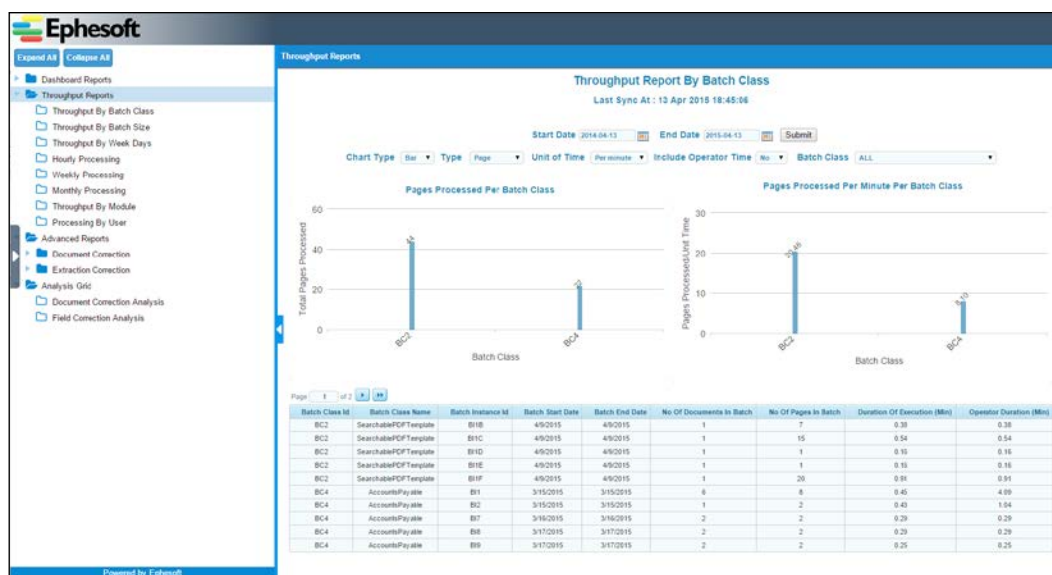 Ephesoft
Expand All Collapse All
Dashboard Reports
Throughput Reports
Throughput By Batch Class
Throughput By Batch Size
Throughput By Week Days
Hourly Processing
Weekly Processing
Monthly Processing
Throughput By Module
Processing By User
Advanced Reports
Document Correction
Extraction Correction
Analysis Grid
Document Correction Analysis
Field Correction Analysis
Powered by Ephesoft
Throughput Reports
Throughput Report By Batch Class
Last Sync At : 13 Apr 2015 18:45:06
Start Date 2014-04-13 End Date 2015-04-13 Submit
Chart Type Bar Type Page Unit of Time Per minute Include Operator Time No Batch Class ALL
Pages Processed Per Batch Class
Total Pages Processed
60
40
20
0
44
22
BC2 BC4
Batch Class
Pages Processed Per Minute Per Batch Class
Pages Processed/Unit Time
30
20
10
0
20.46
8.10
BC2 BC4
Batch Class
Page 1 of 2
Batch Class Id Batch Class Name Batch Instance Id Batch Start Date Batch End Date No Of Documents In Batch No Of Pages In Batch Duration Of Execution (Min) Operator Duration (Min)
BC2 SearchablePDFTemplate BI1B 4/9/2015 4/9/2015 1 7 0.38 0.38
BC2 SearchablePDFTemplate BI1C 4/9/2015 4/9/2015 1 15 0.54 0.54
BC2 SearchablePDFTemplate BI1D 4/9/2015 4/9/2015 1 1 0.16 0.16
BC2 SearchablePDFTemplate BI1E 4/9/2015 4/9/2015 1 1 0.16 0.16
BC2 SearchablePDFTemplate BI1F 4/9/2015 4/9/2015 1 20 0.91 0.91
BC4 AccountsPayable BI1 3/15/2015 3/15/2015 6 8 0.45 4.09
BC4 AccountsPayable BI2 3/15/2015 3/15/2015 1 2 0.43 1.04
BC4 AccountsPayable BI7 3/16/2015 3/16/2015 2 2 0.29 0.29
BC4 AccountsPayable BI8 3/17/2015 3/17/2015 2 2 0.29 0.29
BC4 AccountsPayable BI9 3/17/2015 3/17/2015 2 2 0.25 0.25